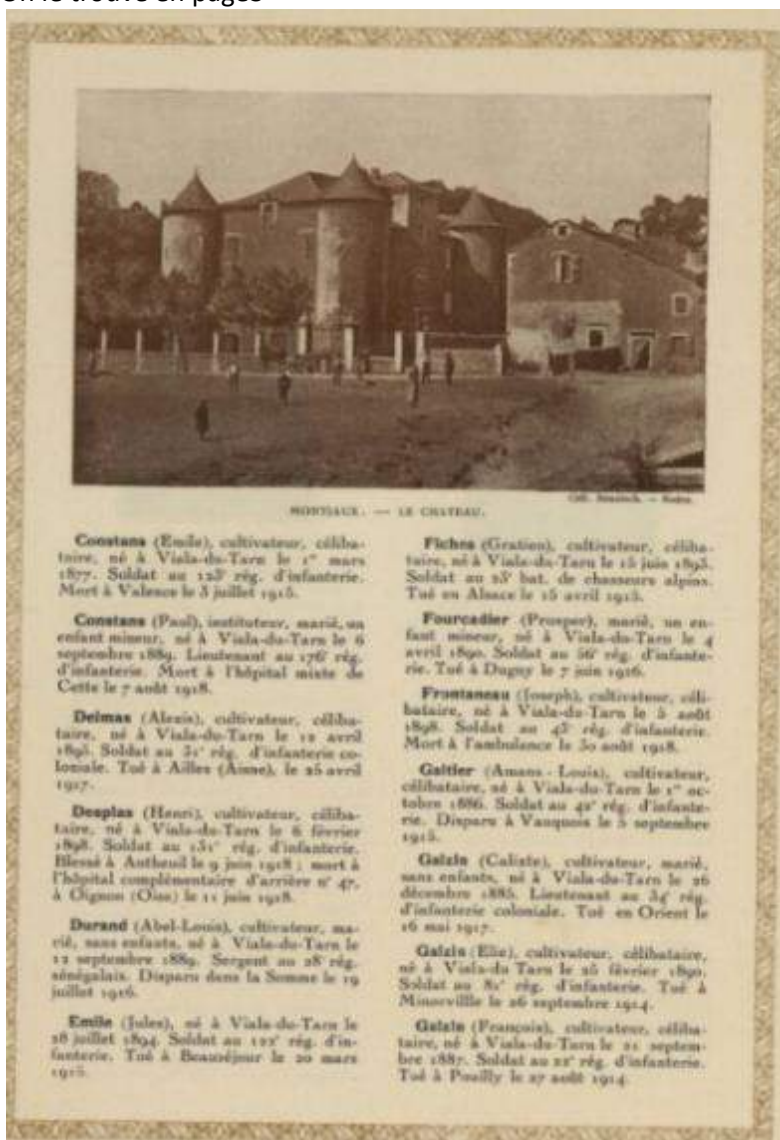 MONTJAUX. — LE CHATEAU.
Constans (Emile), cultivateur, céliba-
taire, né à Viala-du-Tarn le 1er mars
1877. Soldat au 123e rég. d'infanterie.
Mort à Valence le 3 juillet 1915.
Constans (Paul), instituteur, marié, un
enfant mineur, né à Viala-du-Tarn le 6
septembre 1889. Lieutenant au 176e rég.
d'infanterie. Mort à l'hôpital mixte de
Cette le 7 août 1918.
Delmas (Alexis), cultivateur, céliba-
taire, né à Viala-du-Tarn le 12 avril
1895. Soldat au 31e rég. d'infanterie co-
loniale. Tué à Ailles (Aisne), le 25 avril
1917.
Desplas (Henri), cultivateur, céliba-
taire, né à Viala-du-Tarn le 6 février
1898. Soldat au 131e rég. d'infanterie.
Blessé à Antheuil le 9 juin 1918 ; mort à
l'hôpital complémentaire d'arrière n° 47,
à Oignon (Oise) le 11 juin 1918.
Durand (Abel-Louis), cultivateur, ma-
rié, sans enfants, né à Viala-du-Tarn le
12 septembre 1889. Sergent au 28e rég.
sénégalais. Disparu dans la Somme le 19
juillet 1916.
Emile (Jules), né à Viala-du-Tarn le
28 juillet 1894. Soldat au 122e rég. d'in-
fanterie. Tué à Beauséjour le 20 mars
1915.
Fichns (Gratien), cultivateur, céliba-
taire, né à Viala-du-Tarn le 15 juin 1893.
Soldat au 23e bat. de chasseurs alpins.
Tué en Alsace le 15 avril 1915.
Fourcadier (Prosper), marié, un en-
fant mineur, né à Viala-du-Tarn le 4
avril 1890. Soldat au 56e rég. d'infante-
rie. Tué à Dugny le 7 juin 1916.
Frontaneau (Joseph), cultivateur, céli-
bataire, né à Viala-du-Tarn le 5 août
1898. Soldat au 43e rég. d'infanterie.
Mort à l'ambulance le 30 août 1918.
Galtier (Amans-Louis), cultivateur,
célibataire, né à Viala-du-Tarn le 1er oc-
tobre 1886. Soldat au 42e rég. d'infante-
rie. Disparu à Vauquois le 5 septembre
1915.
Galzin (Caliste), cultivateur, marié,
sans enfants, né à Viala-du-Tarn le 26
décembre 1885. Lieutenant au 34e rég.
d'infanterie coloniale. Tué en Orient le
16 mai 1917.
Galzin (Elie), cultivateur, célibataire,
né à Viala-du Tarn le 25 février 1890.
Soldat au 81e rég. d'infanterie. Tué à
Minorvillle le 26 septembre 1914.
Galzin (François), cultivateur, céliba-
taire, né à Viala-du-Tarn le 21 septem-
bre 1887. Soldat au 22e rég. d'infanterie.
Tué à Pouilly le 27 août 1914.